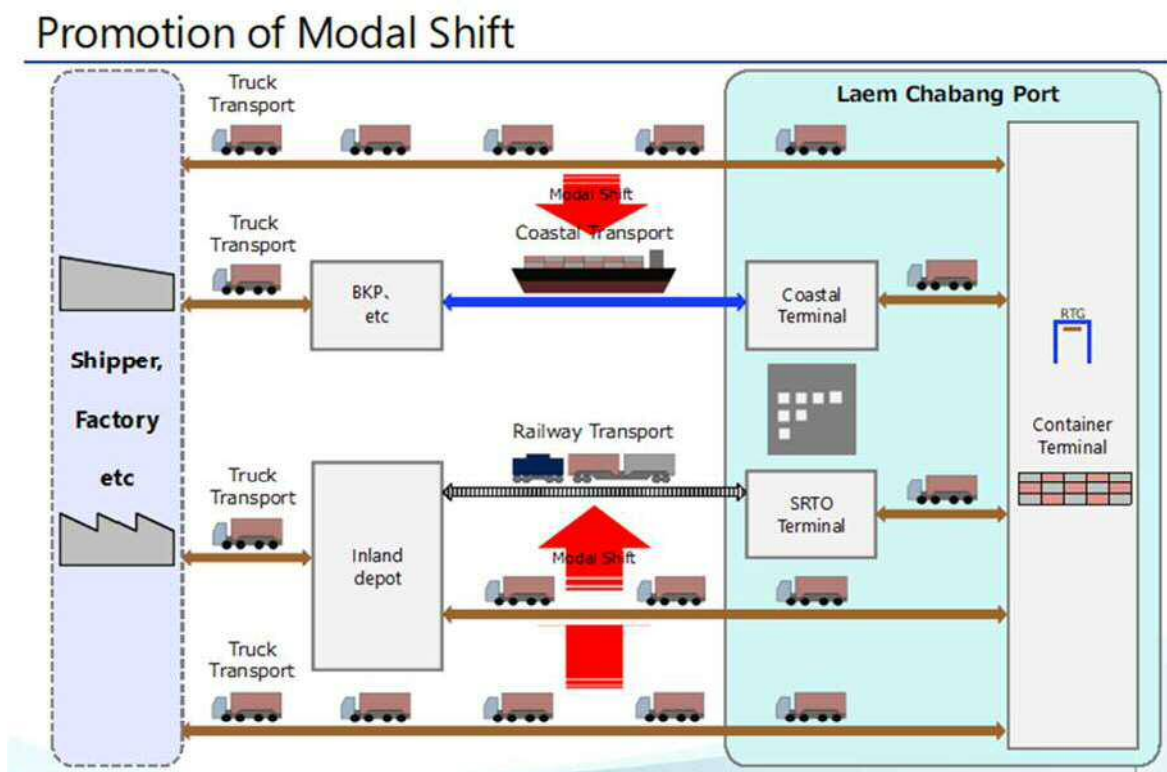 Promotion of Modal Shift
Truck
Transport
Laem Chabang Port
Modal Shift
Truck
Transport
Coastal Transport
BKP、
etc
Coastal
Terminal
RTG
Shipper,
Factory
etc
Railway Transport
Container
Terminal
Truck
Transport
SRTO
Terminal
Inland
depot
Modal Shift
Truck
Transport